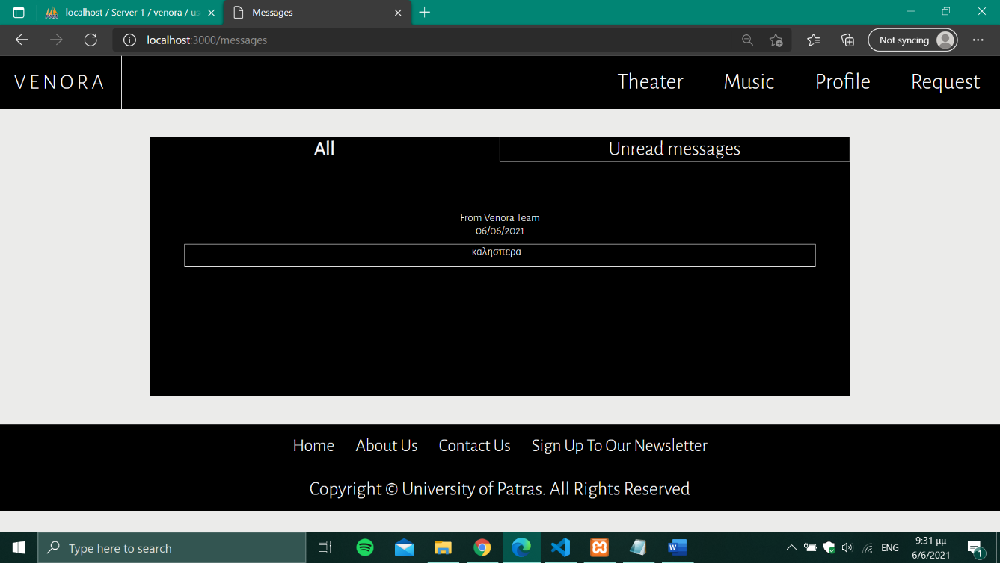 localhost / Server 1 / venora / us
Messages
localhost:3000/messages
Not syncing
VENORA
Theater
Music
Profile
Request
All
Unread messages
From Venora Team
06/06/2021
καλησπερα
Home
About Us
Contact Us
Sign Up To Our Newsletter
Copyright © University of Patras. All Rights Reserved
Type here to search
ENG
9:31 μμ
6/6/2021
1